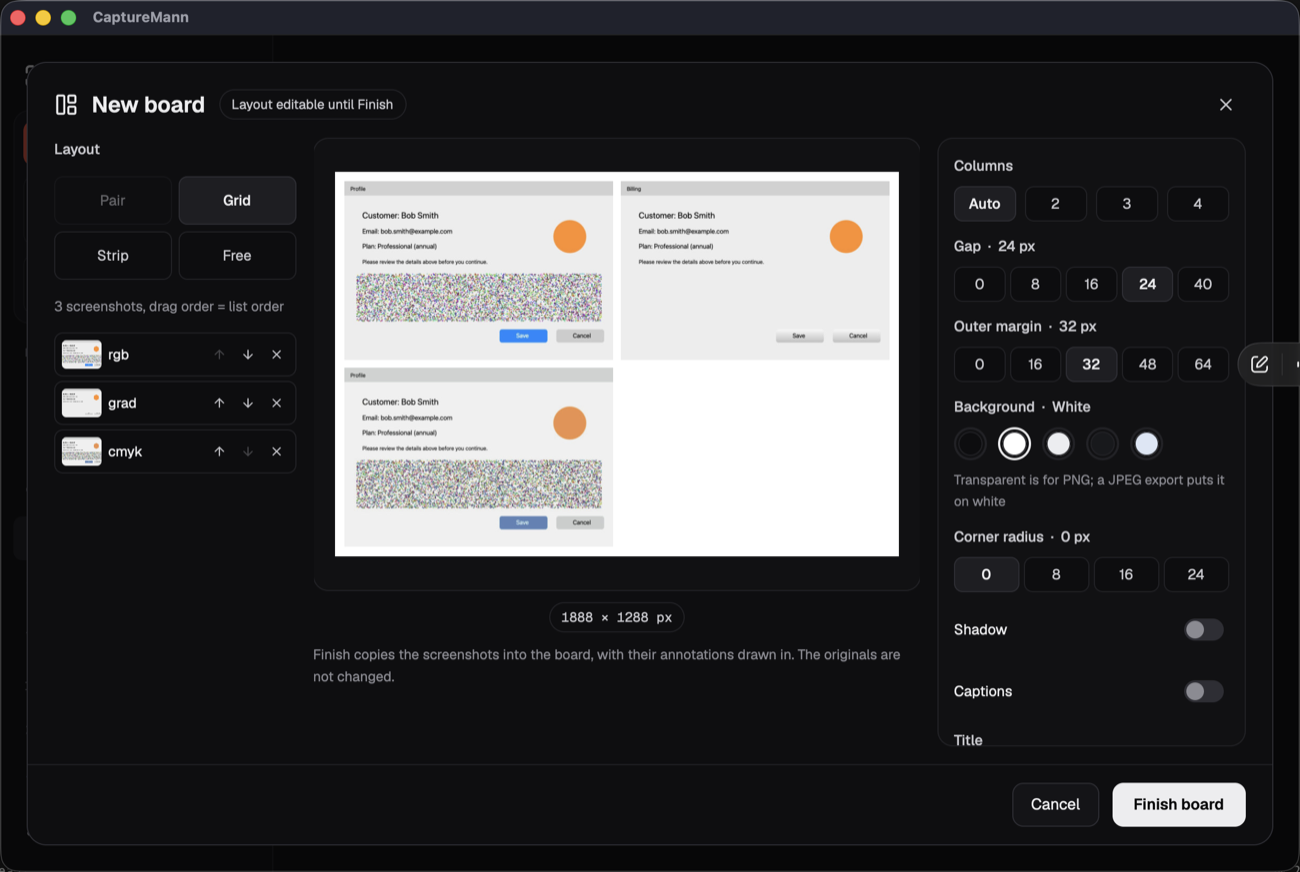 CaptureMann
New board
Layout editable until Finish
Layout
Pair
Grid
Strip
Free
3 screenshots, drag order = list order
rgb
grad
cmyk
Profile
Customer: Bob Smith
Email: bob.smith@example.com
Plan: Professional (annual)
Please review the details above before you continue.
Save
Cancel
Billing
Customer: Bob Smith
Email: bob.smith@example.com
Plan: Professional (annual)
Please review the details above before you continue.
Save
Cancel
Profile
Customer: Bob Smith
Email: bob.smith@example.com
Plan: Professional (annual)
Please review the details above before you continue.
Save
Cancel
1888 × 1288 px
Finish copies the screenshots into the board, with their annotations drawn in. The originals are
not changed.
Columns
Auto 2 3 4
Gap · 24 px
0 8 16 24 40
Outer margin · 32 px
0 16 32 48 64
Background · White
Transparent is for PNG; a JPEG export puts it
on white
Corner radius · 0 px
0 8 16 24
Shadow
Captions
Title
Cancel
Finish board